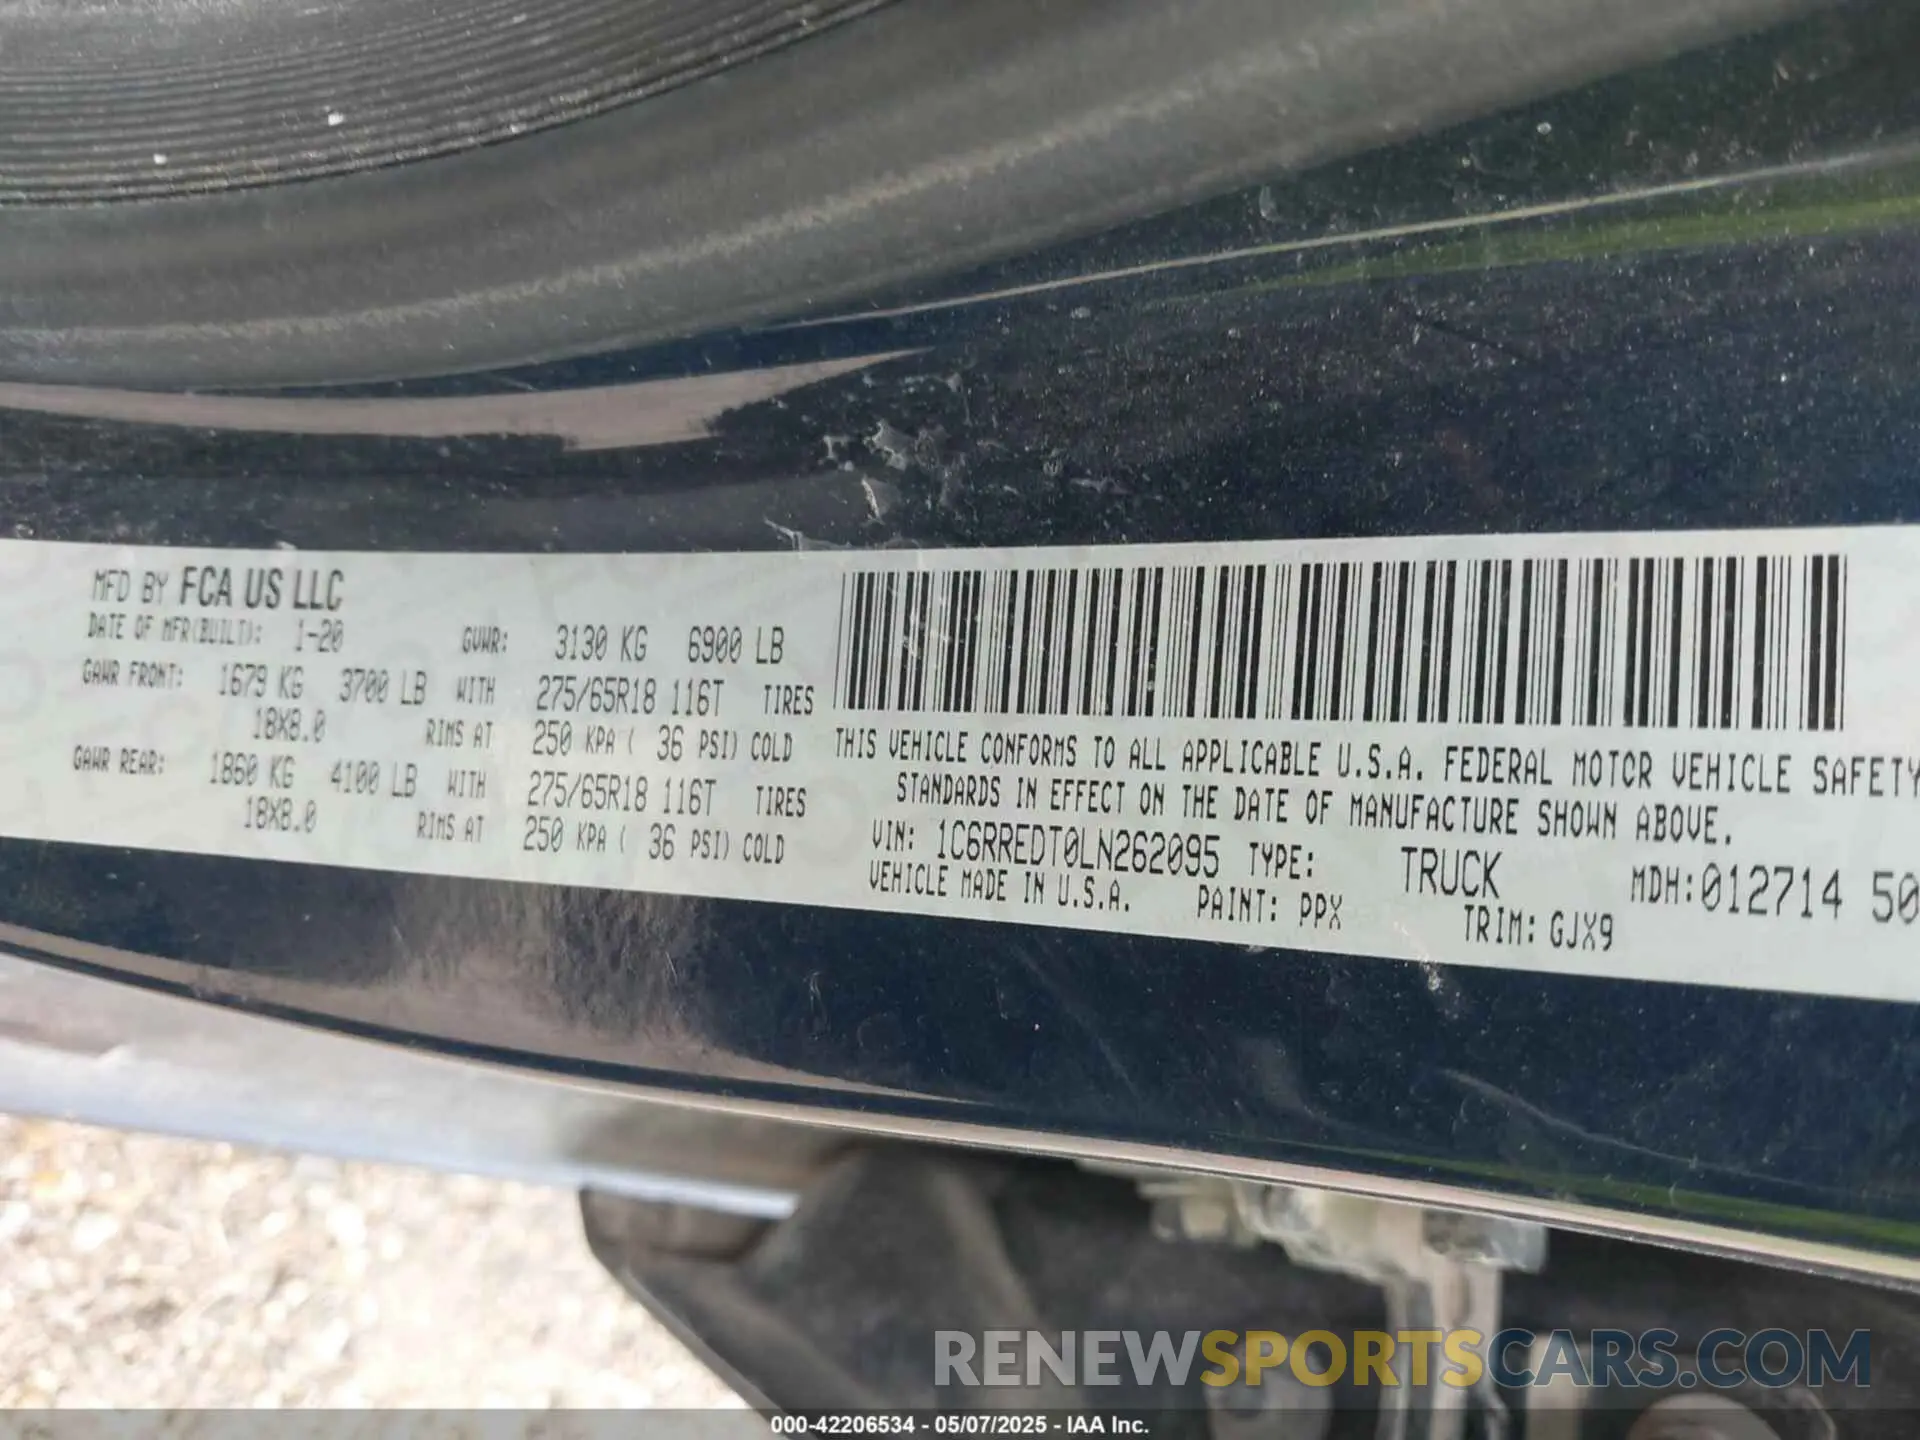 MFD BY FCA US LLC
DATE OF MFR(BUILT): 1-20 GVWR: 3130 KG 6900 LB
GAWR FRONT: 1679 KG 3700 LB WITH 275/65R18 116T TIRES
18X8.0 RIMS AT 250 KPA ( 36 PSI) COLD
GAWR REAR: 1860 KG 4100 LB WITH 275/65R18 116T TIRES
18X8.0 RIMS AT 250 KPA ( 36 PSI) COLD
THIS VEHICLE CONFORMS TO ALL APPLICABLE U.S.A. FEDERAL MOTOR VEHICLE SAFETY
STANDARDS IN EFFECT ON THE DATE OF MANUFACTURE SHOWN ABOVE.
VIN: 1C6RREDT0LN262095 TYPE: TRUCK MDH:012714 50
VEHICLE MADE IN U.S.A. PAINT: PPX TRIM: GJX9
RENEWSPORTSCARS.COM
000-42206534 - 05/07/2025 - IAA Inc.